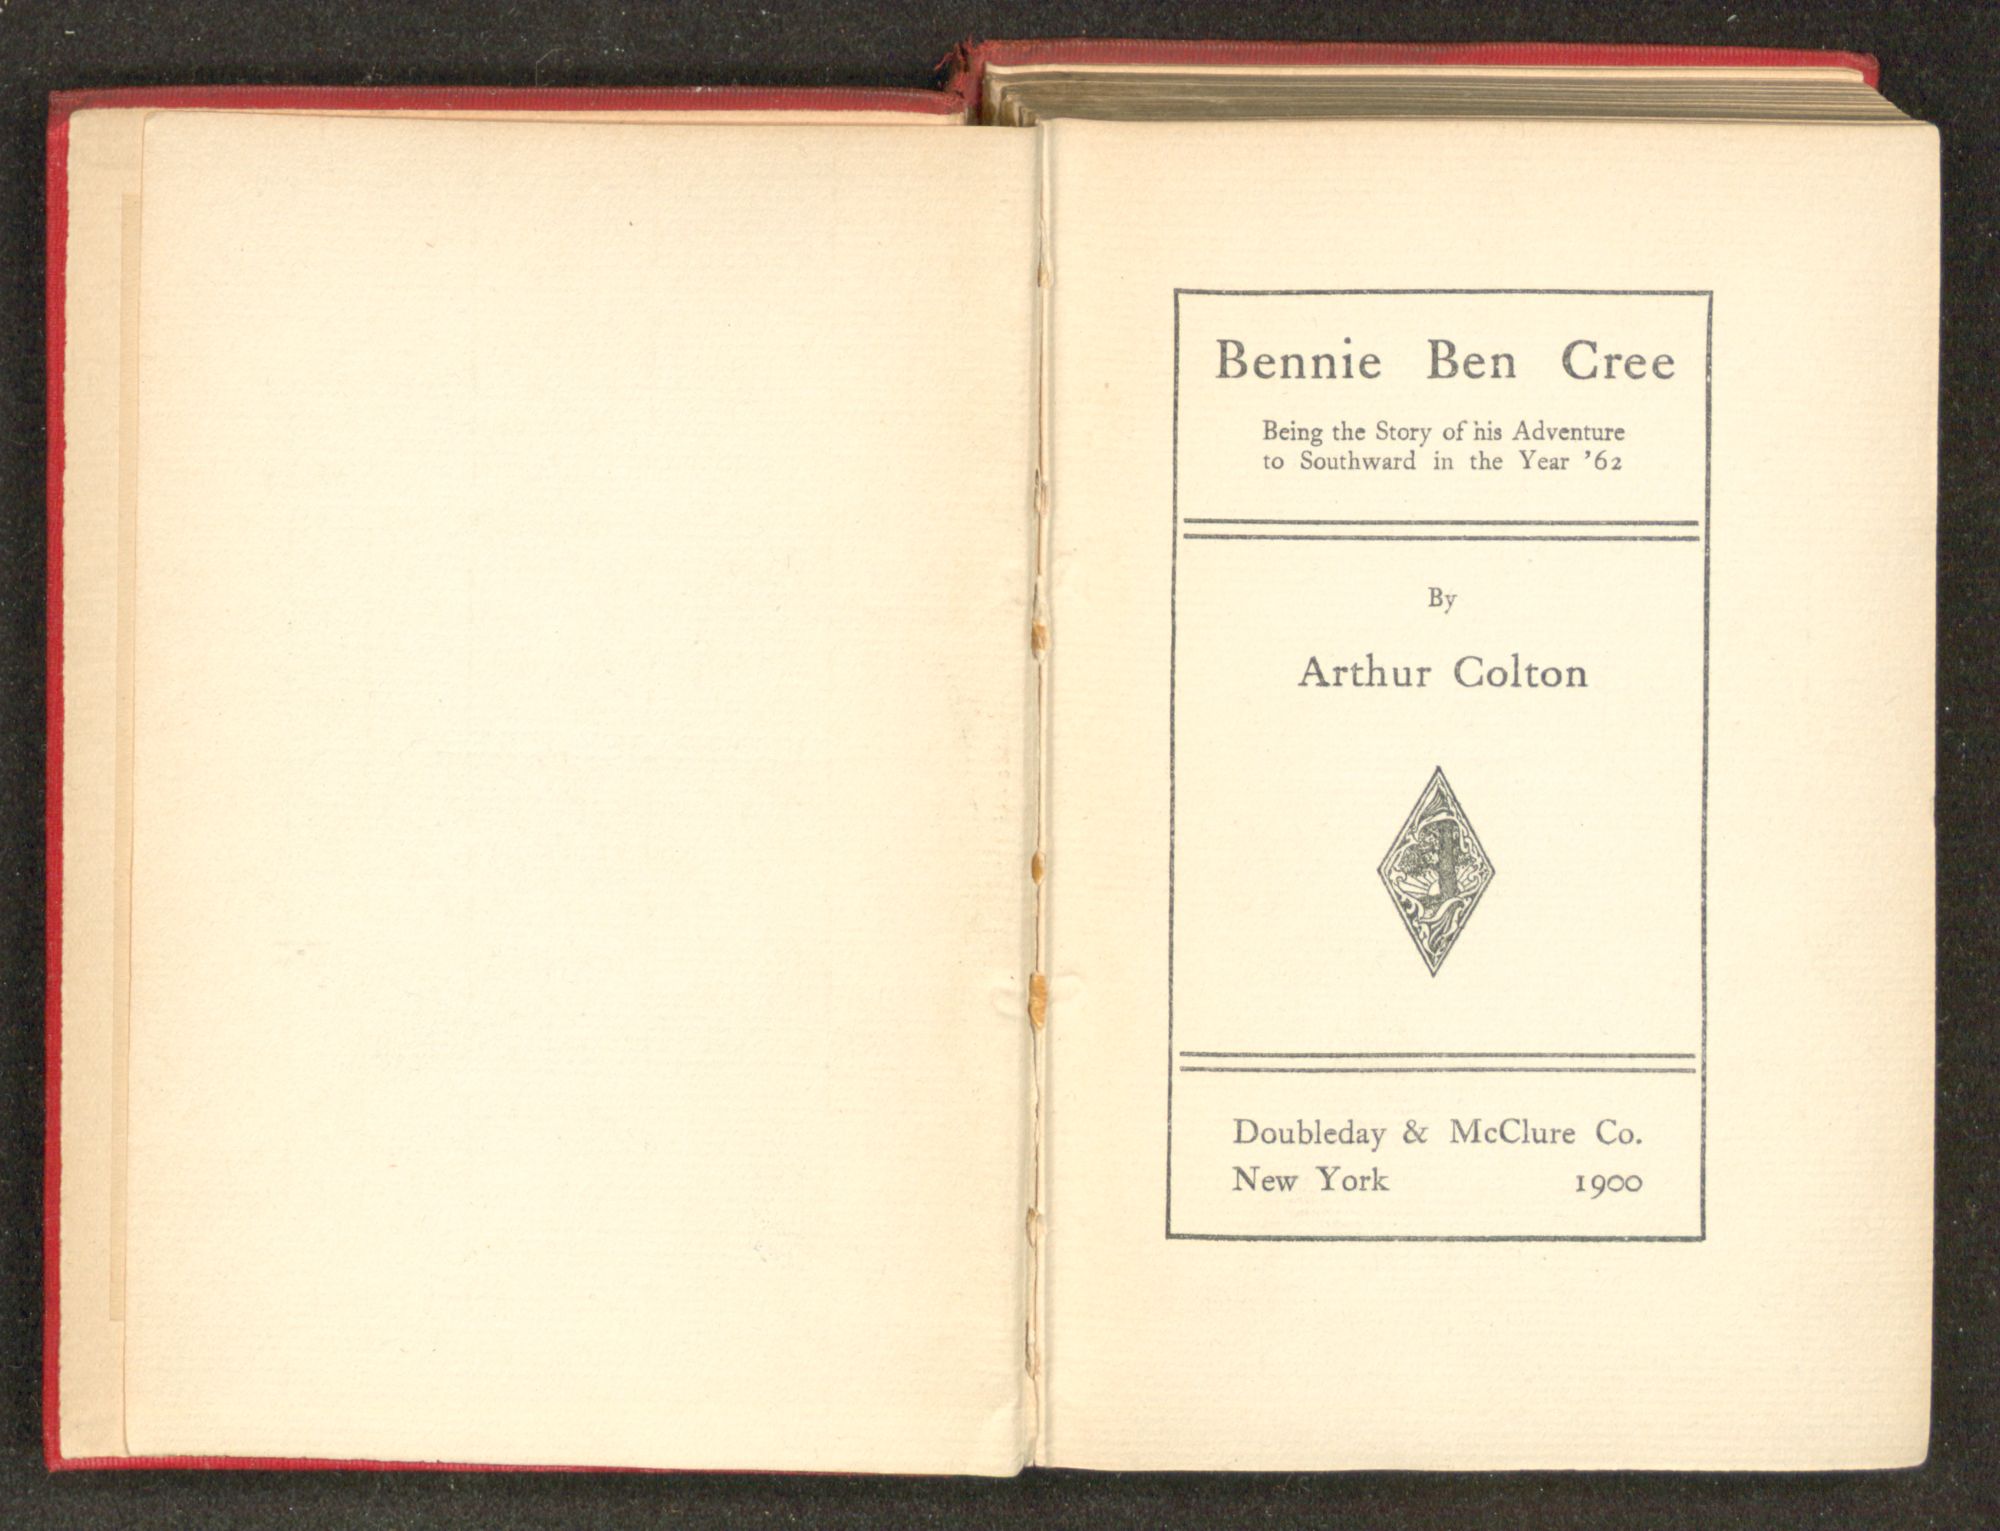 Bennie Ben Cree
Being the Story of his Adventure
to Southward in the Year ’62
By
Arthur Colton
Doubleday & McClure Co.
New York 1900